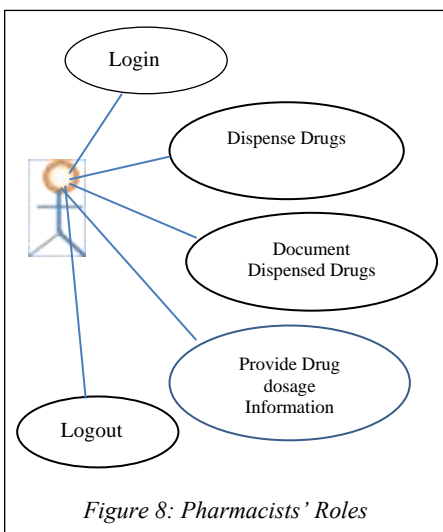 Login
Dispense Drugs
Document
Dispensed Drugs
Provide Drug
dosage
Information
Logout
Figure 8: Pharmacists’ Roles